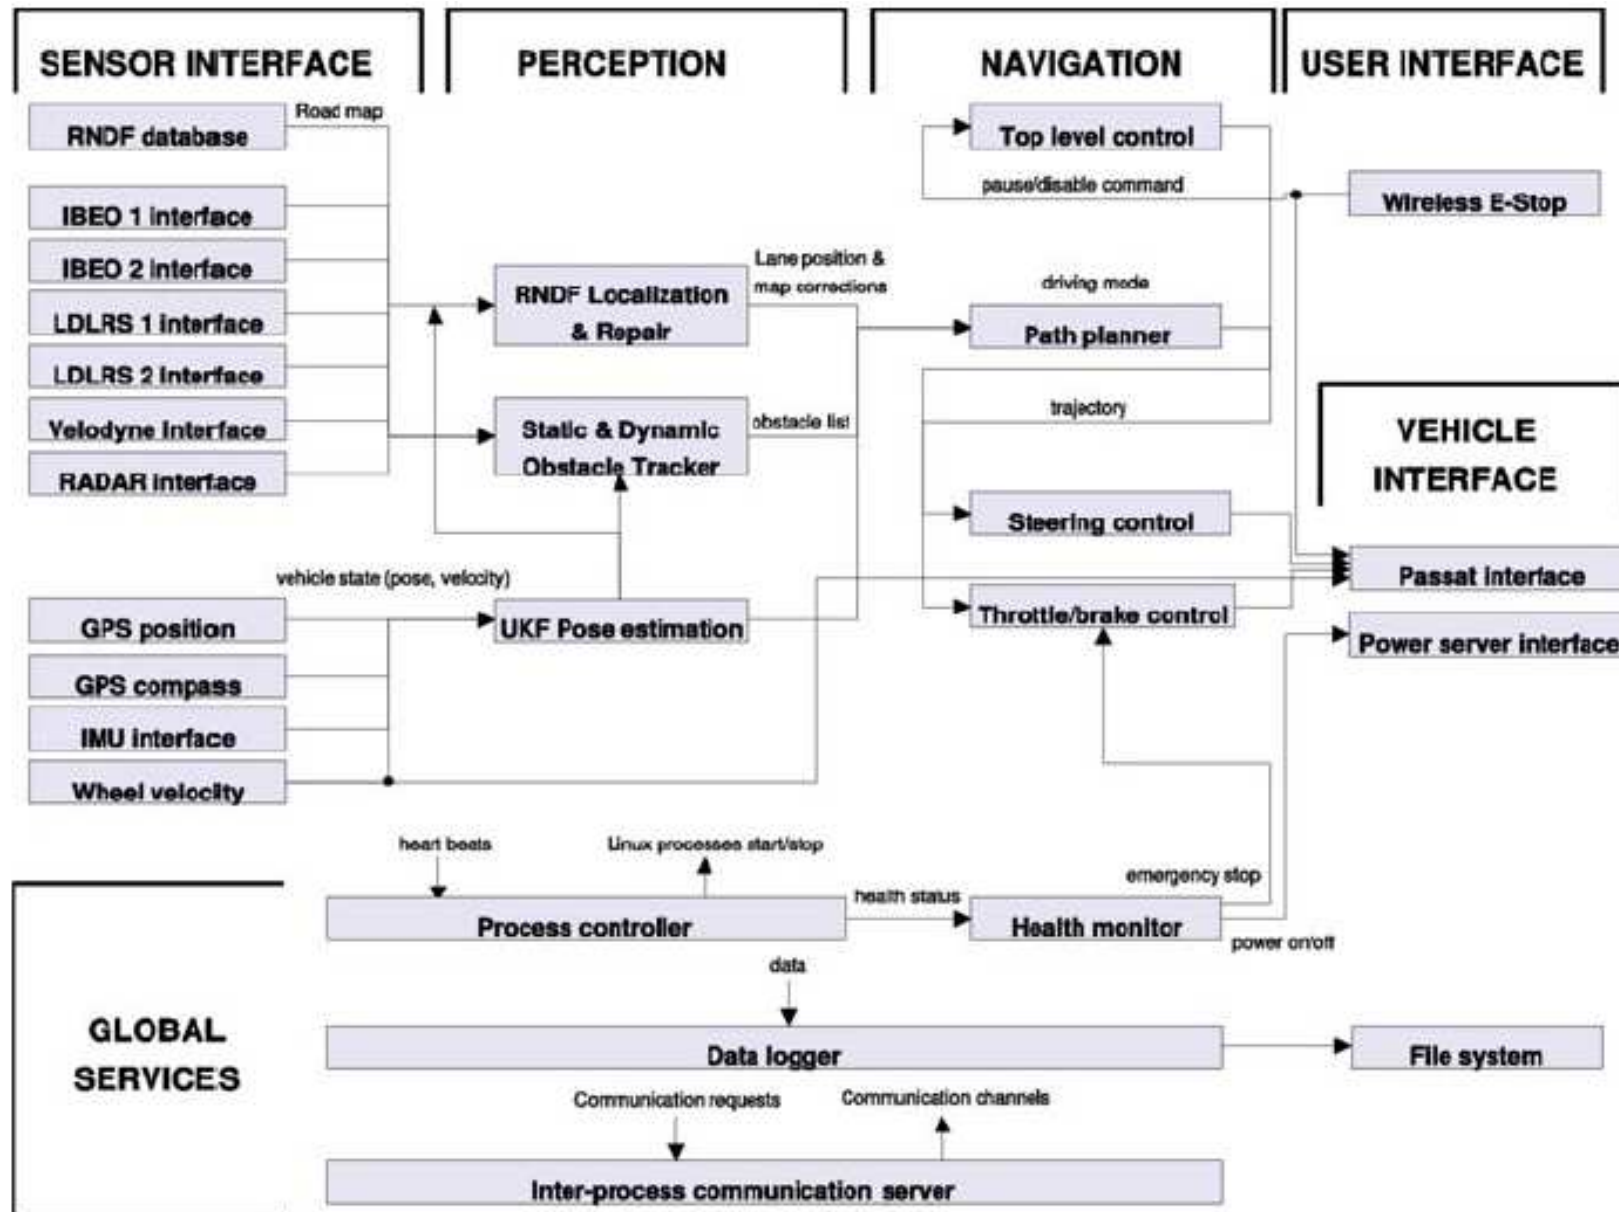 SENSOR INTERFACE
PERCEPTION
NAVIGATION
USER INTERFACE
RNDF database
Road map
IBEO 1 interface
IBEO 2 interface
LDLRS 1 interface
LDLRS 2 interface
Velodyne interface
RADAR interface
GPS position
GPS compass
IMU interface
Wheel velocity
vehicle state (pose, velocity)
RNDF Localization
& Repair
Static & Dynamic
Obstacle Tracker
UKF Pose estimation
Lane position &
map corrections
obstacle list
Top level control
pause/disable command
driving mode
Path planner
trajectory
Steering control
Throttle/brake control
Wireless E-Stop
VEHICLE
INTERFACE
Passat interface
Power server interface
GLOBAL
SERVICES
heart beats
Linux processes start/stop
Process controller
health status
Health monitor
emergency stop
power on/off
data
Data logger
File system
Communication requests
Communication channels
Inter-process communication server